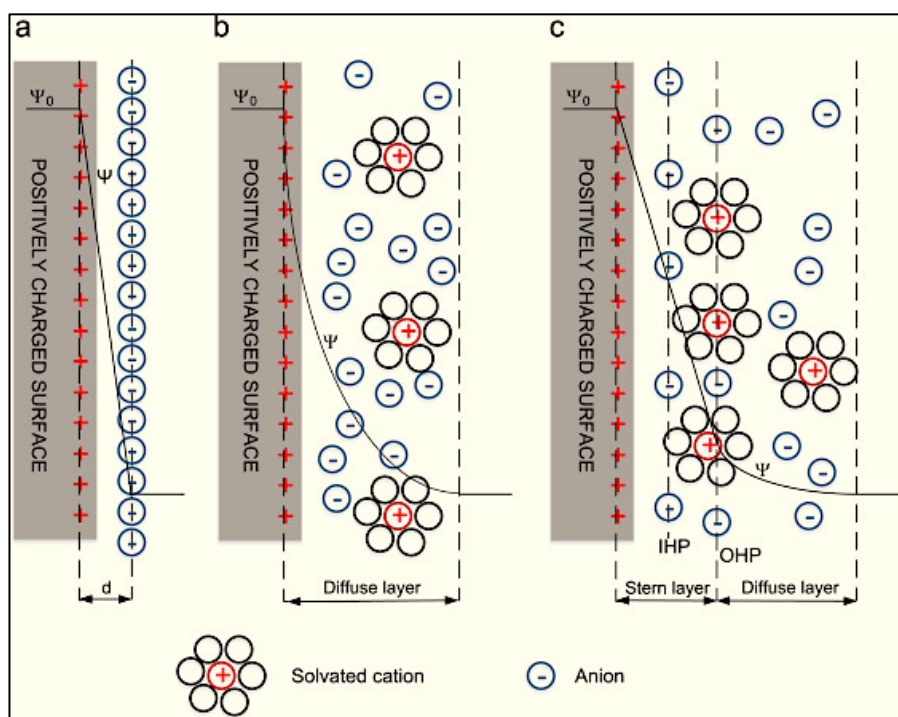 a
b
c
Ψ₀
Ψ₀
Ψ₀
POSITIVELY CHARGED SURFACE
Ψ
POSITIVELY CHARGED SURFACE
Ψ
POSITIVELY CHARGED SURFACE
Ψ
IHP
OHP
d
Diffuse layer
Stern layer
Diffuse layer
Solvated cation
Anion